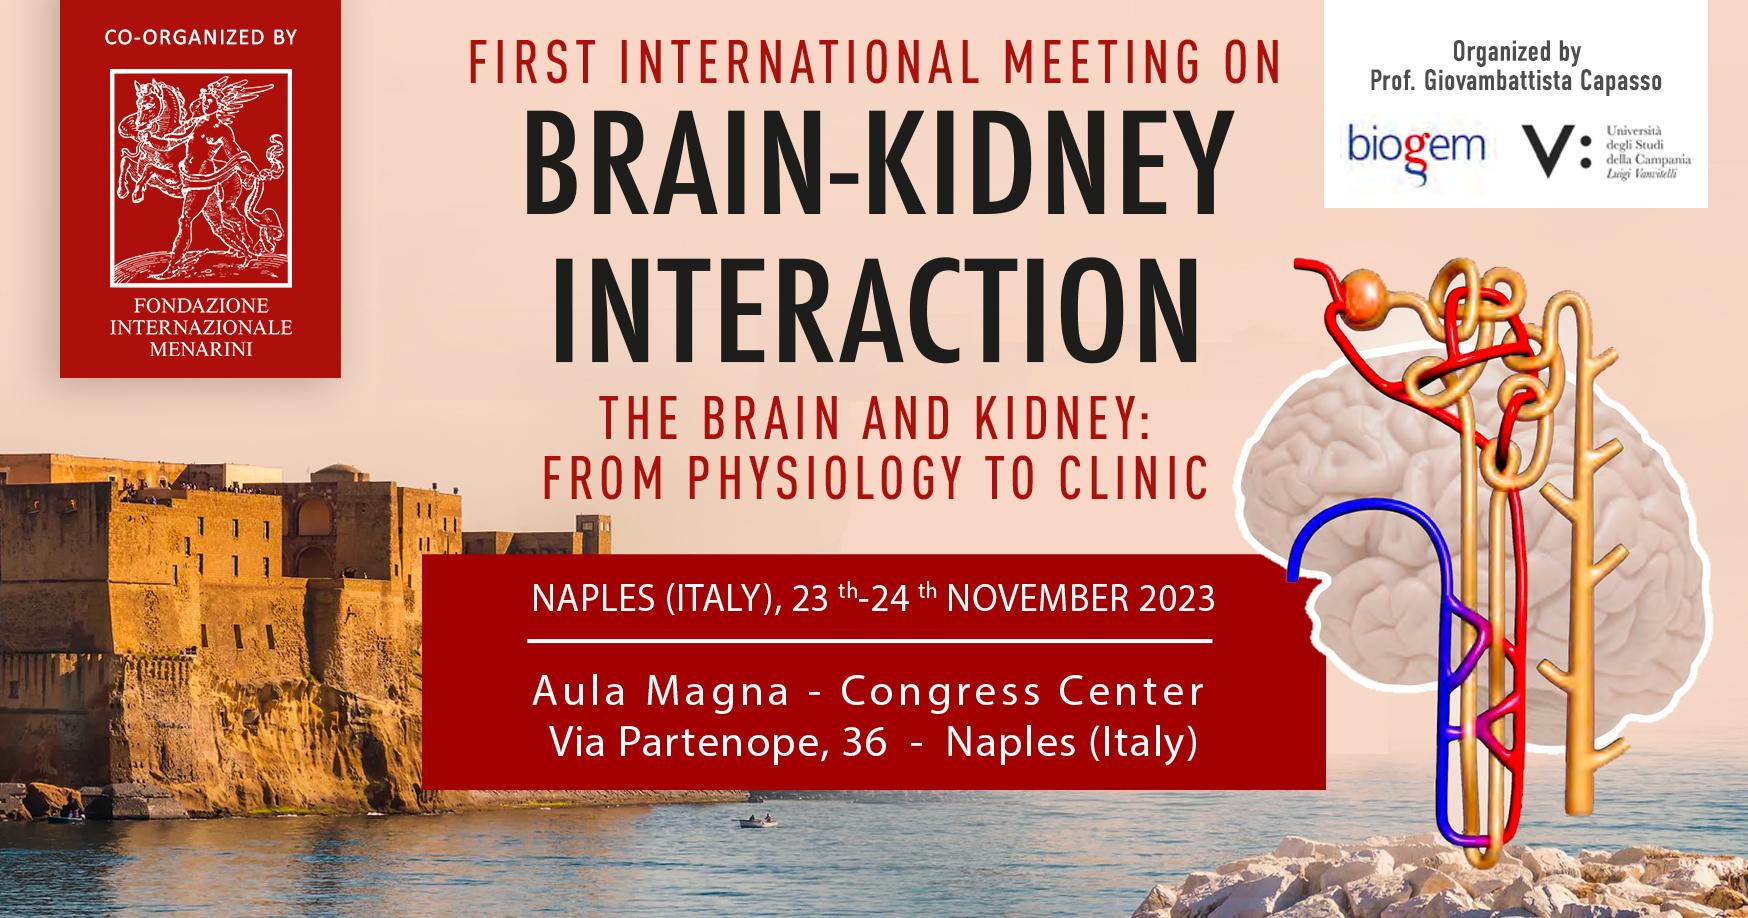 CO-ORGANIZED BY
FONDAZIONE
INTERNAZIONALE
MENARINI
FIRST INTERNATIONAL MEETING ON
BRAIN-KIDNEY
INTERACTION
THE BRAIN AND KIDNEY:
FROM PHYSIOLOGY TO CLINIC
Organized by
Prof. Giovambattista Capasso
biogem
V:
Università
degli Studi
della Campania
Luigi Vanvitelli
NAPLES (ITALY), 23 th-24 th NOVEMBER 2023
Aula Magna - Congress Center
Via Partenope, 36 - Naples (Italy)